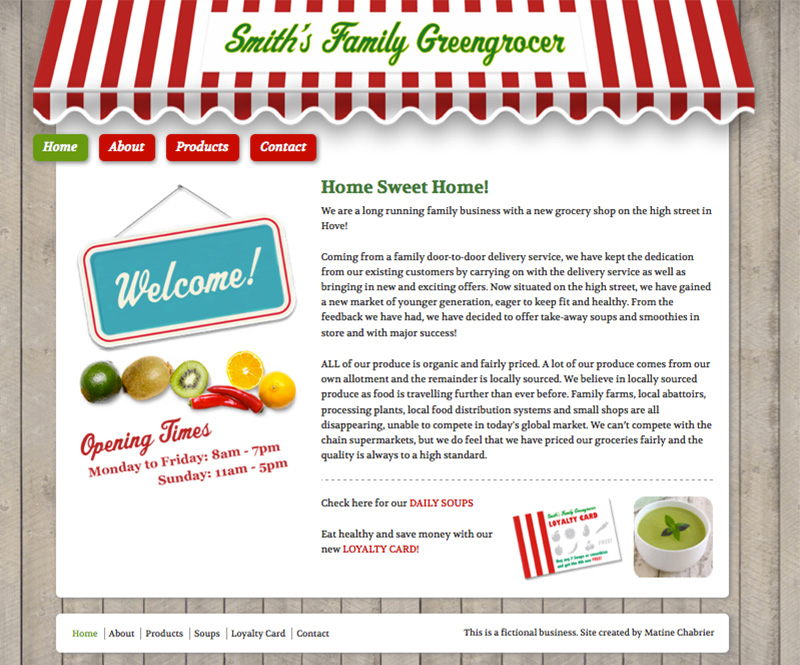 Smith's Family Greengrocer
Home
About
Products
Contact
Welcome!
Opening Times
Monday to Friday: 8am - 7pm
Sunday: 11am - 5pm
Home Sweet Home!
We are a long running family business with a new grocery shop on the high street in
Hove!
Coming from a family door-to-door delivery service, we have kept the dedication
from our existing customers by carrying on with the delivery service as well as
bringing in new and exciting offers. Now situated on the high street, we have gained
a new market of younger generation, eager to keep fit and healthy. From the
feedback we have had, we have decided to offer take-away soups and smoothies in
store and with major success!
ALL of our produce is organic and fairly priced. A lot of our produce comes from our
own allotment and the remainder is locally sourced. We believe in locally sourced
produce as food is travelling further than ever before. Family farms, local abattoirs,
processing plants, local food distribution systems and small shops are all
disappearing, unable to compete in today's global market. We can't compete with the
chain supermarkets, but we do feel that we have priced our groceries fairly and the
quality is always to a high standard.
Check here for our DAILY SOUPS
Eat healthy and save money with our
new LOYALTY CARD!
Smith's Family Greengrocer
LOYALTY CARD
FREE!
Buy any 7 Soups or smoothies
and get the 8th one FREE!
Home | About | Products | Soups | Loyalty Card | Contact
This is a fictional business. Site created by Matine Chabrier